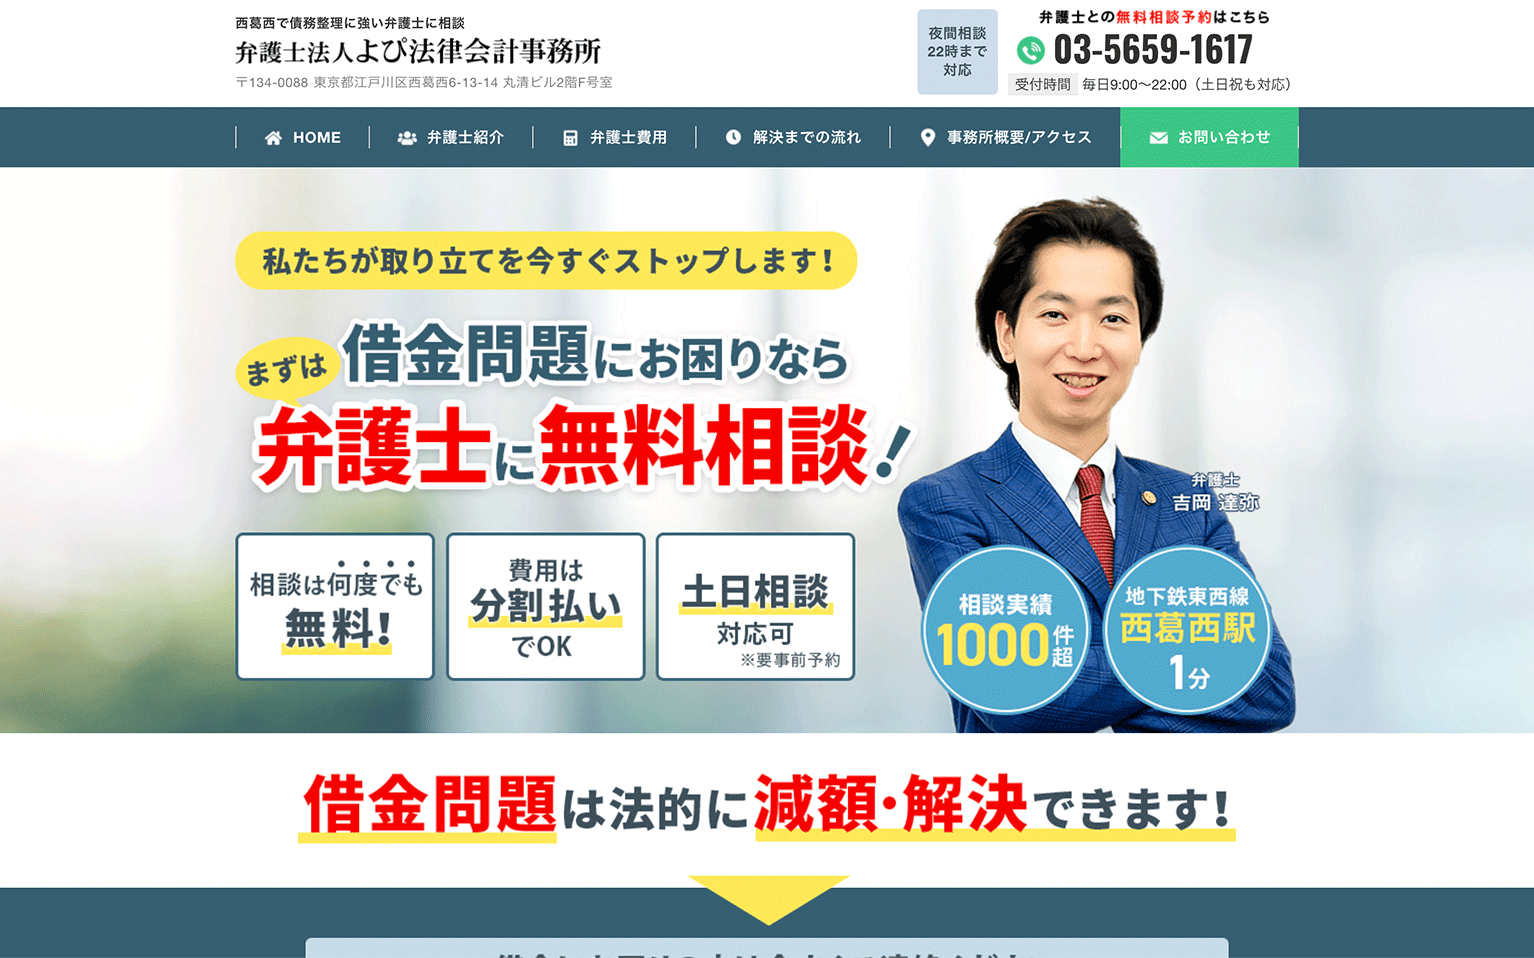 西葛西で債務整理に強い弁護士に相談
弁護士法人よぴ法律会計事務所
〒134-0088 東京都江戸川区西葛西6-13-14 丸清ビル2階F号室
夜間相談
22時まで
対応
弁護士との無料相談予約はこちら
03-5659-1617
受付時間 毎日9:00〜22:00（土日祝も対応）
HOME
弁護士紹介
弁護士費用
解決までの流れ
事務所概要/アクセス
お問い合わせ
私たちが取り立てを今すぐストップします！
まずは
借金問題にお困りなら
弁護士に無料相談！
相談は何度でも
無料！
費用は
分割払い
でOK
土日相談
対応可
※要事前予約
弁護士
吉岡 達弥
相談実績
1000件超
地下鉄東西線
西葛西駅
1分
借金問題は法的に減額・解決できます！